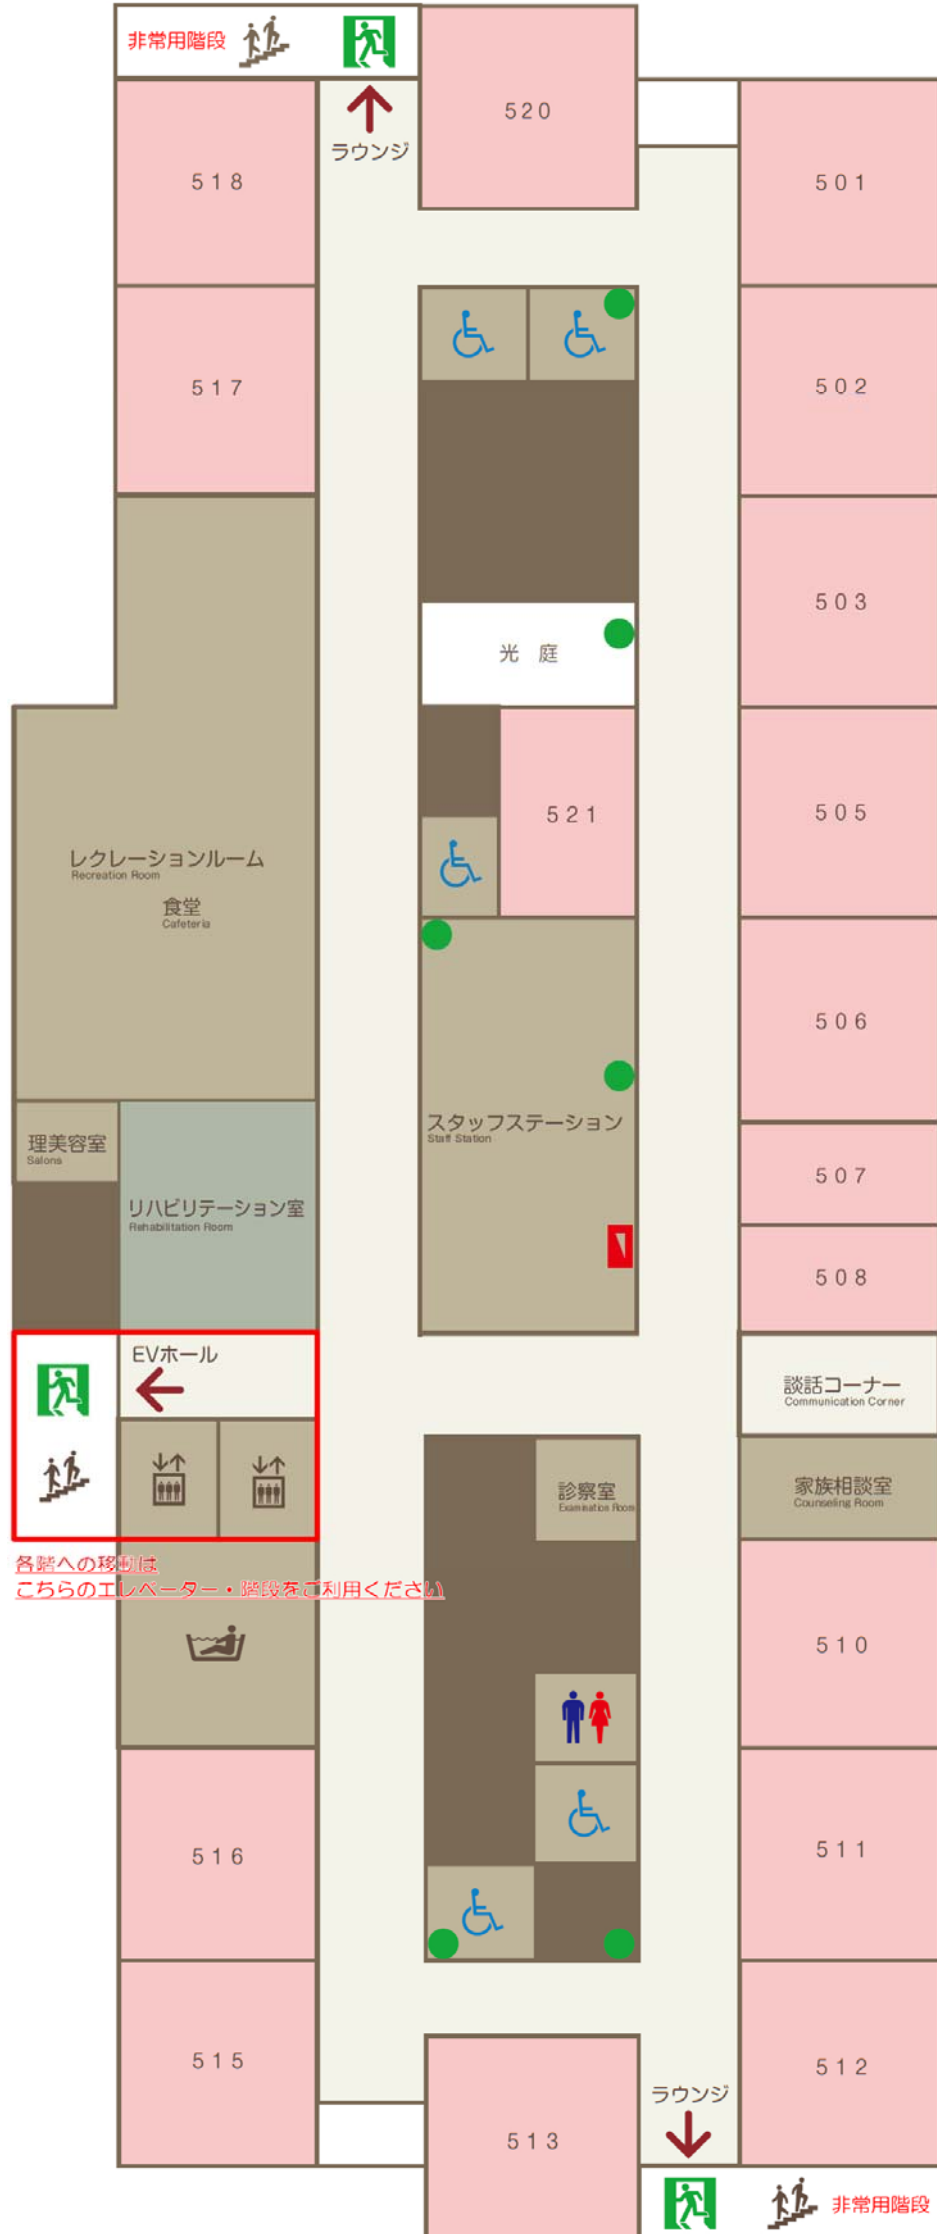 非常用階段
ラウンジ
520
518
501
517
502
503
光 庭
505
521
レクレーションルーム
Recreation Room
食堂
Cafeteria
506
スタッフステーション
Staff Station
理美容室
Salons
リハビリテーション室
Rehabilitation Room
507
508
EVホール
談話コーナー
Communication Corner
診察室
Examination Room
家族相談室
Counseling Room
各階への移動は
こちらのエレベーター・階段をご利用ください
510
516
511
515
512
ラウンジ
513
非常用階段